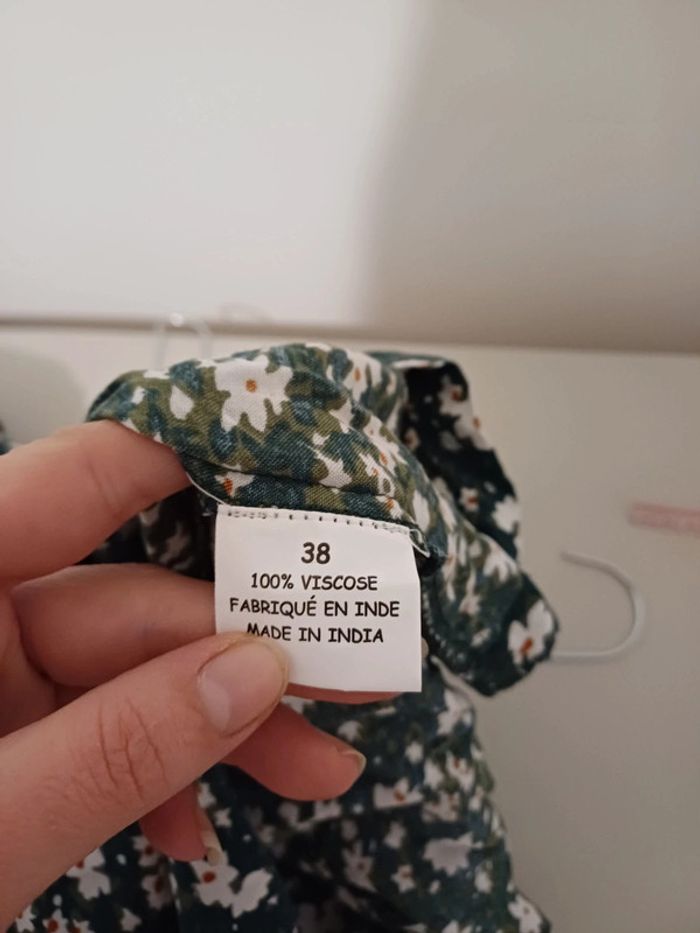 38
100% VISCOSE
FABRIQUÉ EN INDE
MADE IN INDIA